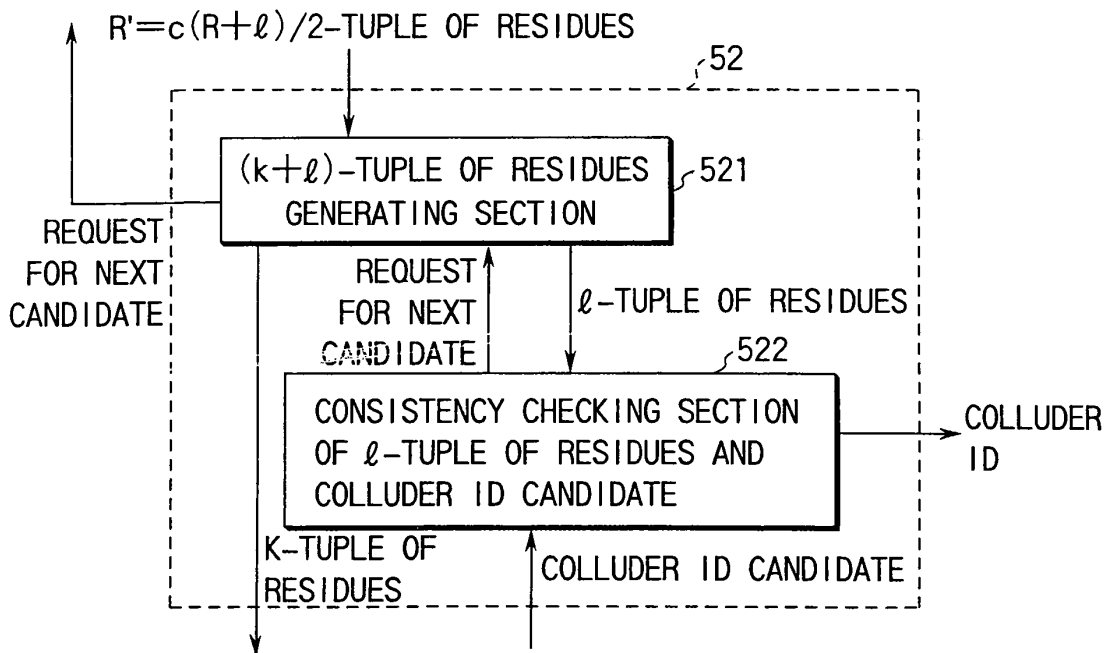 R'=c(R+ℓ)/2-TUPLE OF RESIDUES
52
(k+ℓ)-TUPLE OF RESIDUES
GENERATING SECTION
521
REQUEST
FOR NEXT
CANDIDATE
REQUEST
FOR NEXT
CANDIDATE
ℓ-TUPLE OF RESIDUES
522
CONSISTENCY CHECKING SECTION
OF ℓ-TUPLE OF RESIDUES AND
COLLUDER ID CANDIDATE
COLLUDER
ID
K-TUPLE OF
RESIDUES
COLLUDER ID CANDIDATE